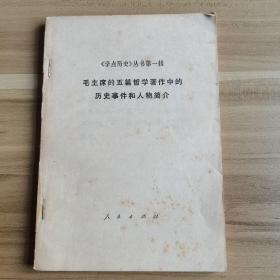 《学点历史》丛书第一辑
毛主席的五篇哲学著作中的
历史事件和人物简介
人民出版社